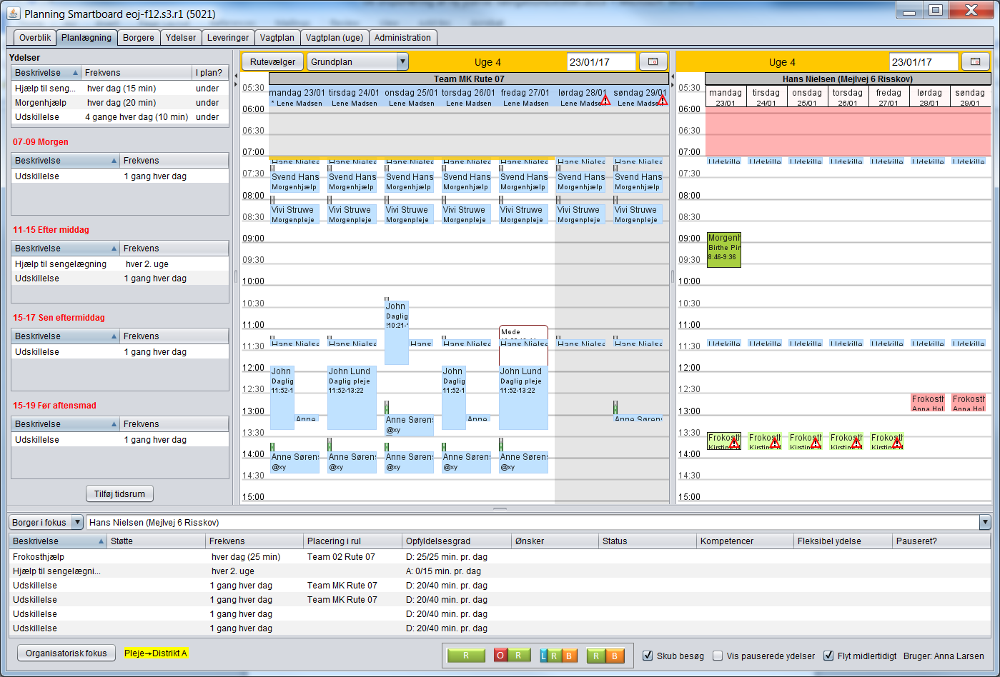 Planning Smartboard eoj-f12.s3.r1 (5021)
Overblik Planlægning Borgere Ydelser Leveringer Vagtplan Vagtplan (uge) Administration
Ydelser
Beskrivelse Frekvens I plan?
Hjælp til seng... hver dag (15 min) under
Morgenhjælp hver dag (20 min) under
Udskillelse 4 gange hver dag (10 min) under
07-09 Morgen
Beskrivelse Frekvens
Udskillelse 1 gang hver dag
11-15 Efter middag
Beskrivelse Frekvens
Hjælp til sengelægning hver 2. uge
Udskillelse 1 gang hver dag
15-17 Sen eftermiddag
Beskrivelse Frekvens
Udskillelse 1 gang hver dag
15-19 Før aftensmad
Beskrivelse Frekvens
Udskillelse 1 gang hver dag
Tilføj tidsrum
Rutevælger Grundplan Uge 4 23/01/17
Team MK Rute 07
mandag 23/01 tirsdag 24/01 onsdag 25/01 torsdag 26/01 fredag 27/01 lørdag 28/01 søndag 29/01
* Lene Madsen Lene Madsen Lene Madsen Lene Madsen Lene Madsen Lene Madsen Lene Madsen
05:30
06:00
06:30
07:00
07:30
08:00
08:30
09:00
09:30
10:00
10:30
11:00
11:30
12:00
12:30
13:00
13:30
14:00
14:30
15:00
Hans Nielse Hans Nielse Hans Nielse Hans Nielse Hans Nielse Hans Nielse Hans Nielse
Svend Hans Svend Hans Svend Hans Svend Hans Svend Hans Svend Hans Svend Hans
Morgenhjælp Morgenhjælp Morgenhjælp Morgenhjælp Morgenhjælp Morgenhjælp Morgenhjælp
Vivi Struwe Vivi Struwe Vivi Struwe Vivi Struwe Vivi Struwe Vivi Struwe Vivi Struwe
Morgenpleje Morgenpleje Morgenpleje Morgenpleje Morgenpleje Morgenpleje Morgenpleje
John
Daglig
!10:21-1
Møde
Hans Nielse Hans Nielse Hans Hans Nielse Hans Nielse Hans Nielse Hans Nielse
John John Lund John John Lund
Daglig Daglig pleje Daglig Daglig pleje
11:52-1 11:52-13:22 11:52-1 11:52-13:22
Anne Anne Sørens Anne Anne Sørens
@xy
Anne Sørens Anne Sørens Anne Sørens Anne Sørens Anne Sørens
@xy @xy @xy @xy @xy
Uge 4 23/01/17
Hans Nielsen (Mejlvej 6 Risskov)
mandag tirsdag onsdag torsdag fredag lørdag søndag
23/01 24/01 25/01 26/01 27/01 28/01 29/01
05:30
06:00
06:30
07:00
07:30
08:00
08:30
09:00
09:30
10:00
10:30
11:00
11:30
12:00
12:30
13:00
13:30
14:00
14:30
15:00
Udskille Udskille Udskille Udskille Udskille Udskille Udskille
Morgenh
Birthe Pin
8:46-9:36
Udskille Udskille Udskille Udskille Udskille Udskille Udskille
Frokosth Frokosth
Anna Hol Anna Hol
Frokosth Frokosth Frokosth Frokosth Frokosth
Kirstin Kirstin Kirstin Kirstin Kirstin
Borger i fokus Hans Nielsen (Mejlvej 6 Risskov)
Beskrivelse Støtte Frekvens Placering i rul Opfyldelsesgrad Ønsker Status Kompetencer Fleksibel ydelse Pauseret?
Frokosthjælp hver dag (25 min) Team 02 Rute 07 D: 25/25 min. pr. dag
Hjælp til sengelægni... hver 2. uge A: 0/15 min. pr. dag
Udskillelse 1 gang hver dag Team MK Rute 07 D: 20/40 min. pr. dag
Udskillelse 1 gang hver dag Team MK Rute 07 D: 20/40 min. pr. dag
Udskillelse 1 gang hver dag D: 20/40 min. pr. dag
Udskillelse 1 gang hver dag D: 20/40 min. pr. dag
Organisatorisk fokus Pleje→Distrikt A R O R L R B R B Skub besøg Vis pauserede ydelser Flyt midlertidigt Bruger: Anna Larsen